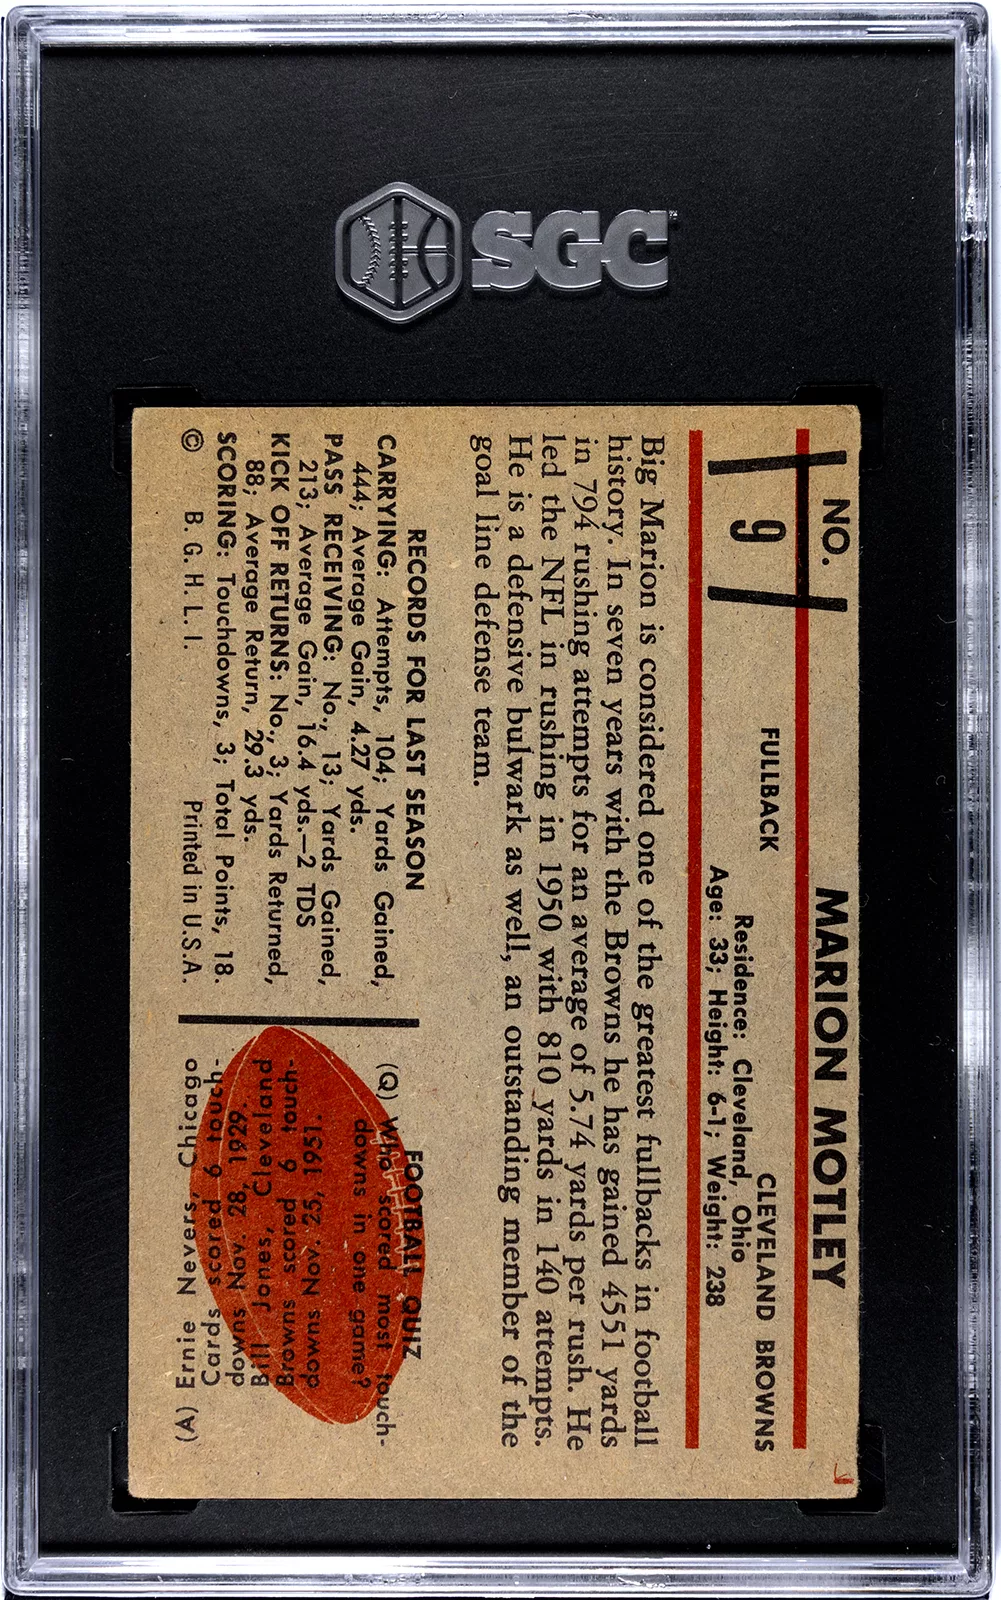 SGC
NO.
9
MARION MOTLEY
FULLBACK
CLEVELAND BROWNS
Residence: Cleveland, Ohio
Age: 33; Height: 6-1; Weight: 238
Big Marion is considered one of the greatest fullbacks in football
history. In seven years with the Browns he has gained 4551 yards
in 794 rushing attempts for an average of 5.74 yards per rush. He
led the NFL in rushing in 1950 with 810 yards in 140 attempts.
He is a defensive bulwark as well, an outstanding member of the
goal line defense team.
RECORDS FOR LAST SEASON
CARRYING: Attempts, 104; Yards Gained,
444; Average Gain, 4.27 yds.
PASS RECEIVING: No., 13; Yards Gained,
213; Average Gain, 16.4 yds.—2 TDS
KICK OFF RETURNS: No., 3; Yards Returned,
88; Average Return, 29.3 yds.
SCORING: Touchdowns, 3; Total Points, 18.
© B. G. H. L. I.
Printed in U.S.A.
FOOTBALL QUIZ
(Q) Who scored most touch-
downs in one game?
(A) Ernie Nevers, Chicago
Cards scored 6 touch-
downs Nov. 28, 1929.
Bill Jones, Cleveland
Browns scored 6 touch-
downs Nov. 25, 1951.